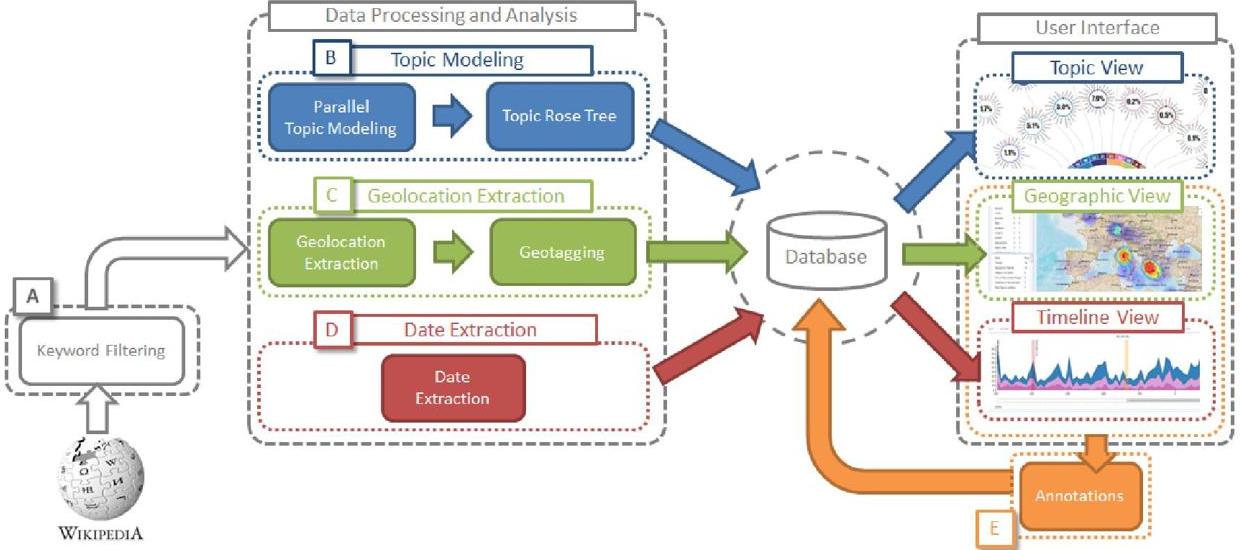 Data Processing and Analysis
B
Topic Modeling
Parallel
Topic Modeling
Topic Rose Tree
C
Geolocation Extraction
Geolocation
Extraction
Geotagging
D
Date Extraction
Date
Extraction
A
Keyword Filtering
WIKIPEDIA
Database
User Interface
Topic View
Geographic View
Timeline View
Annotations
E